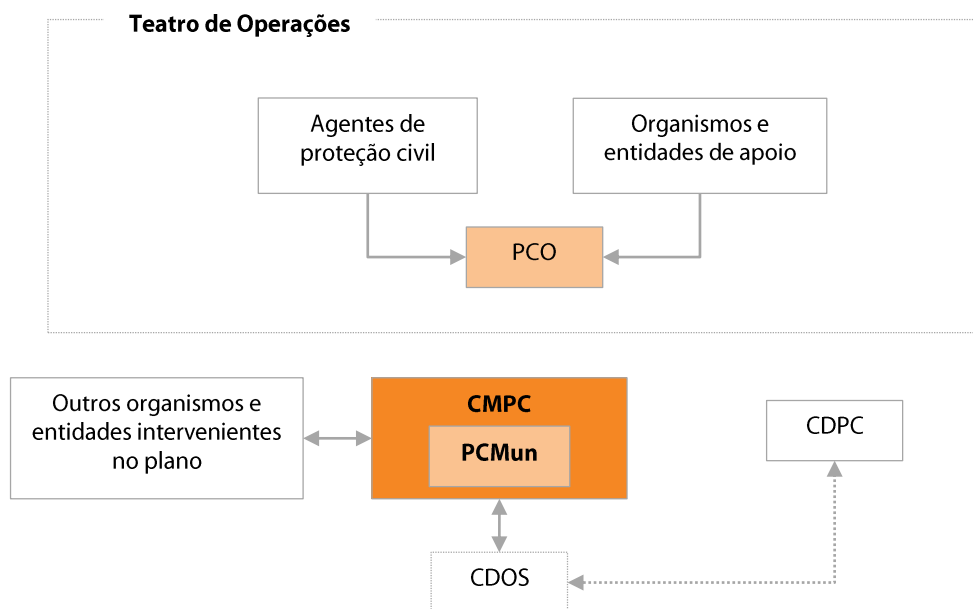 Teatro de Operações
Agentes de
proteção civil
Organismos e
entidades de apoio
PCO
Outros organismos e
entidades intervenientes
no plano
CMPC
PCMun
CDPC
CDOS